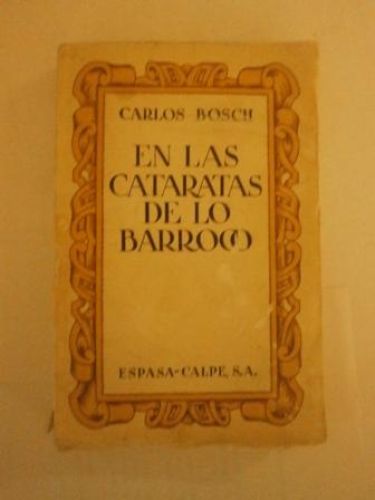 CARLOS BOSCH
EN LAS
CATARATAS
DE LO
BARROCO
ESPASA-CALPE, S.A.